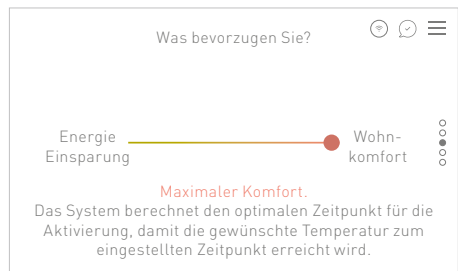 Was bevorzugen Sie?
Energie
Einsparung
Wohn-
komfort
Maximaler Komfort.
Das System berechnet den optimalen Zeitpunkt für die
Aktivierung, damit die gewünschte Temperatur zum
eingestellten Zeitpunkt erreicht wird.